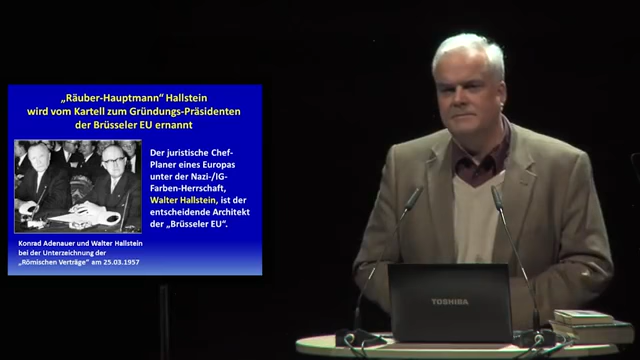 „Räuber-Hauptmann“ Hallstein
wird vom Kartell zum Gründungs-Präsidenten
der Brüsseler EU ernannt
Der juristische Chef-
Planer eines Europas
unter der Nazi-/IG-
Farben-Herrschaft,
Walter Hallstein, ist der
entscheidende Architekt
der „Brüsseler EU“.
Konrad Adenauer und Walter Hallstein
bei der Unterzeichnung der
„Römischen Verträge“ am 25.03.1957
TOSHIBA